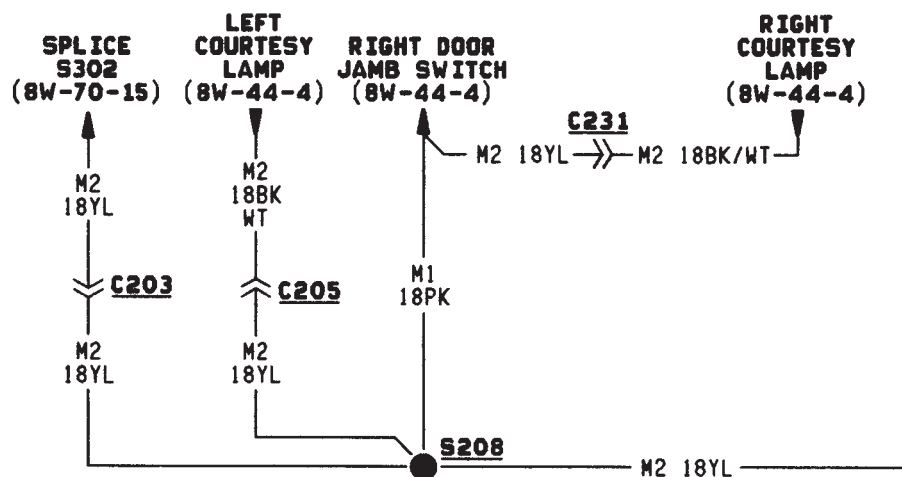 SPLICE
S302
(8W-70-15)
LEFT
COURTESY
LAMP
(8W-44-4)
RIGHT DOOR
JAMB SWITCH
(8W-44-4)
RIGHT
COURTESY
LAMP
(8W-44-4)
C231
M2 18YL
M2 18BK/WT
M2
18YL
M2
18BK
WT
C203
C205
M1
18PK
M2
18YL
M2
18YL
S208
M2 18YL